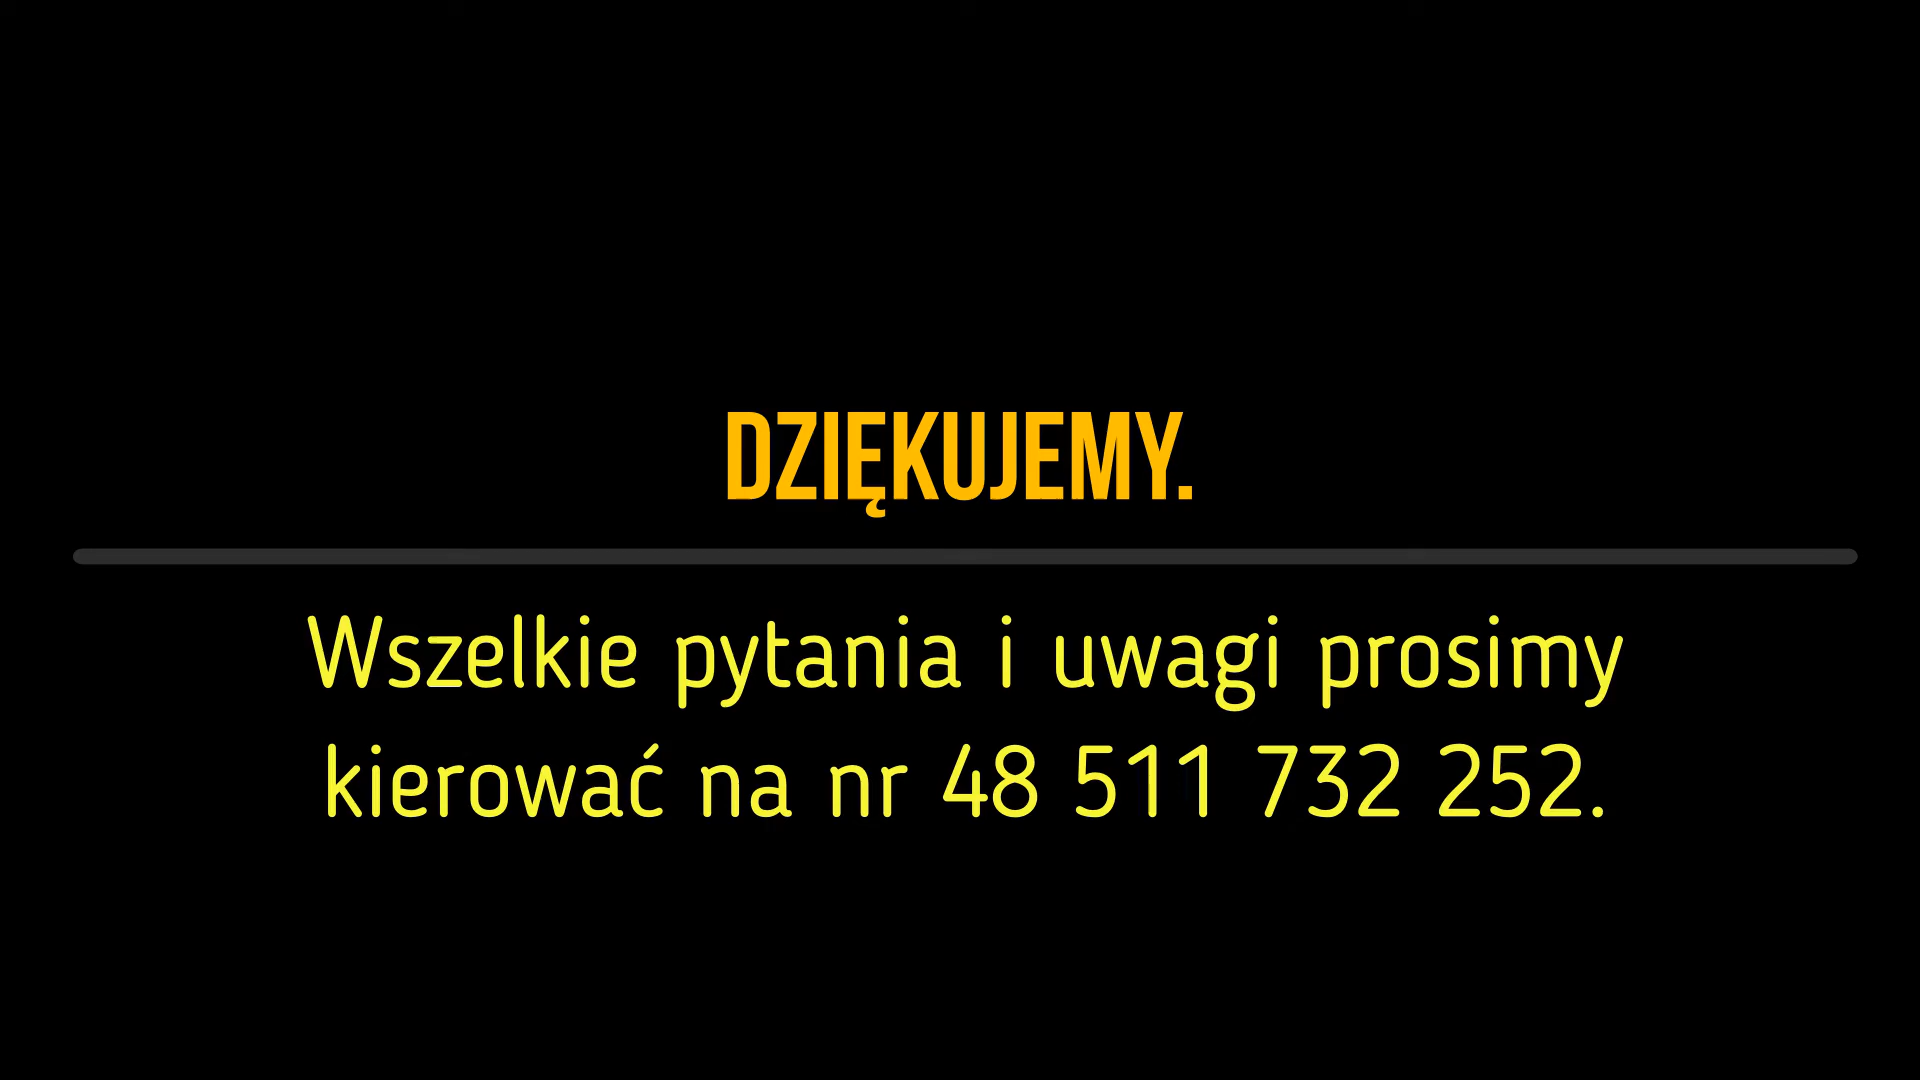 DZIĘKUJEMY.
Wszelkie pytania i uwagi prosimy
kierować na nr 48 511 732 252.